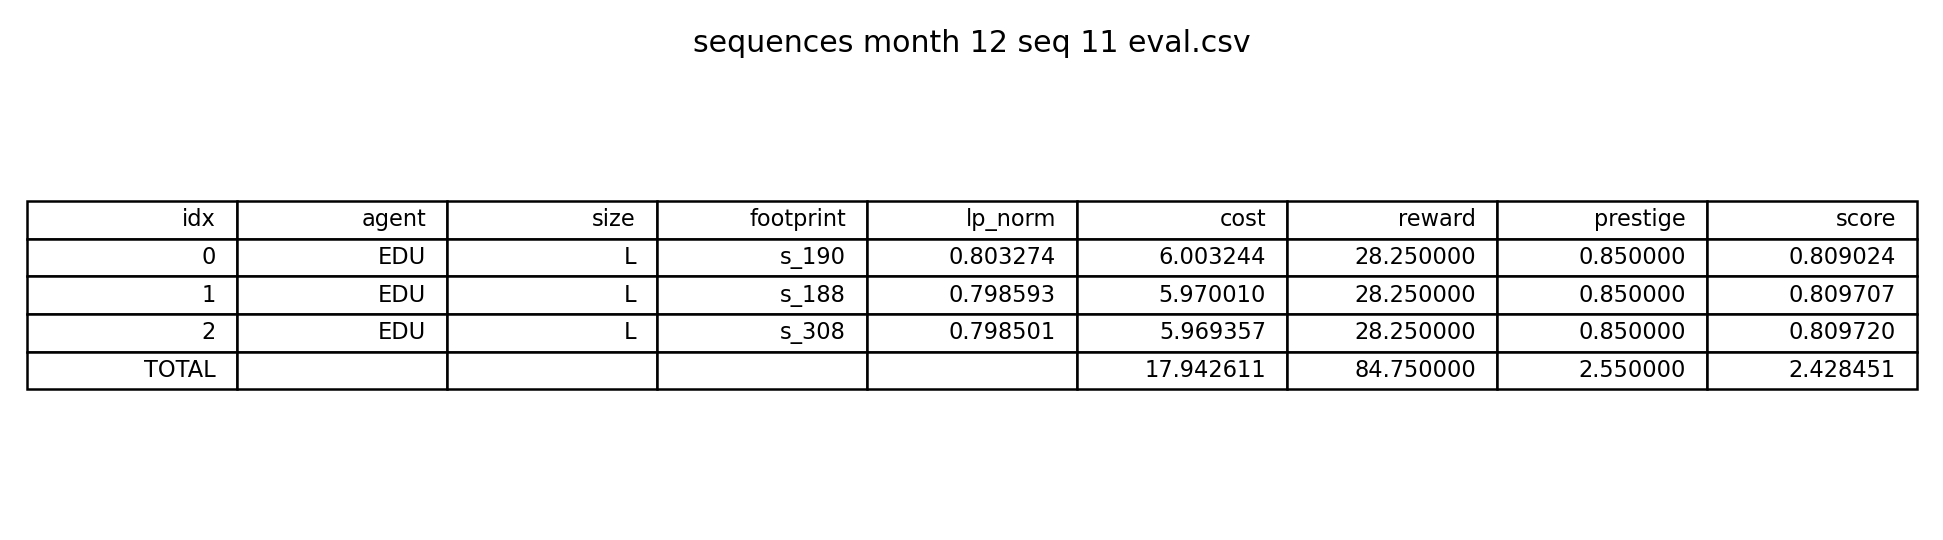 sequences month 12 seq 11 eval.csv
idx agent size footprint lp_norm cost reward prestige score
0 EDU L s_190 0.803274 6.003244 28.250000 0.850000 0.809024
1 EDU L s_188 0.798593 5.970010 28.250000 0.850000 0.809707
2 EDU L s_308 0.798501 5.969357 28.250000 0.850000 0.809720
TOTAL 17.942611 84.750000 2.550000 2.428451